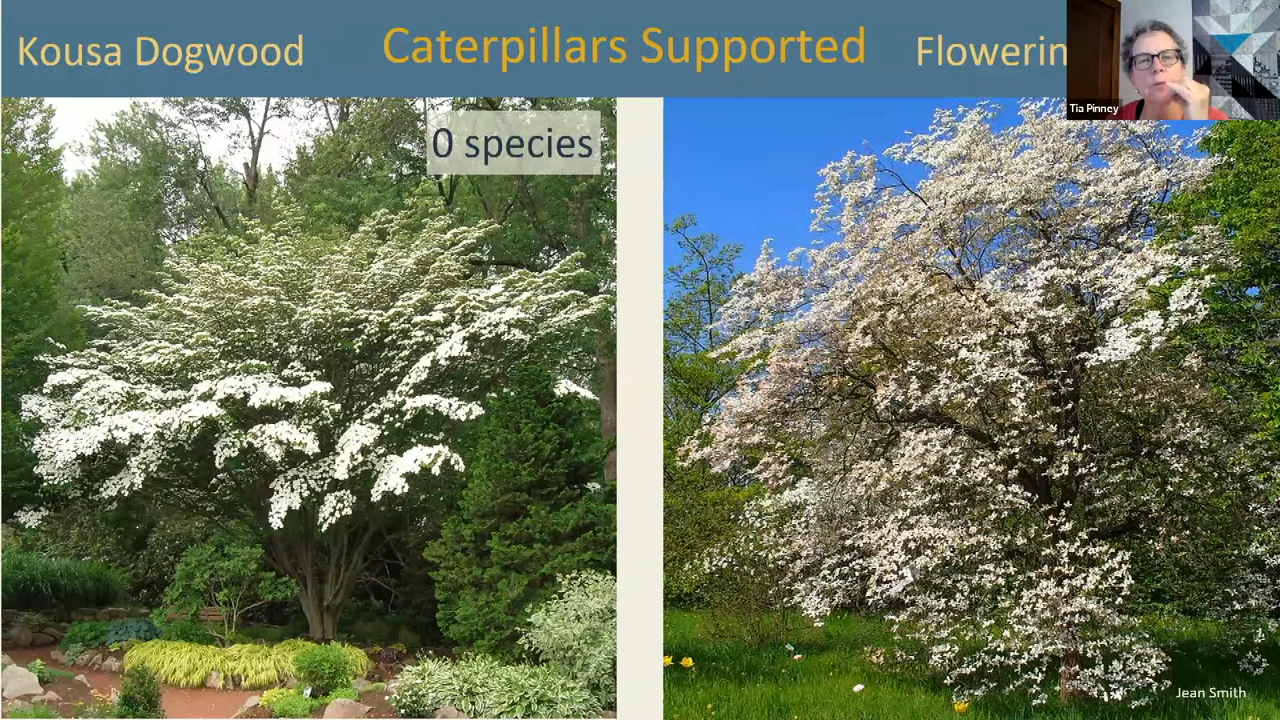 Kousa Dogwood
Caterpillars Supported
Flowerin
Tia Pinney
0 species
Jean Smith